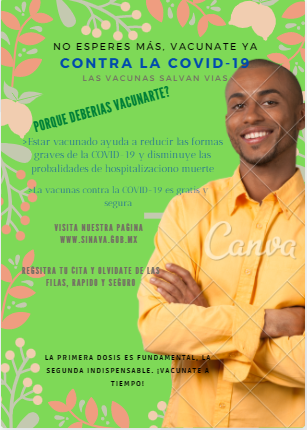 NO ESPERES MÁS, VACUNATE YA
CONTRA LA COVID-19
LAS VACUNAS SALVAN VIAS
PORQUE DEBERIAS VACUNARTE?
>Estar vacunado ayuda a reducir las formas
graves de la COVID-19 y disminuye las
probalidades de hospitalizaciono muerte
>La vacunas contra la COVID-19 es gratis y
segura
VISITA NUESTRA PAGINA
WWW.SINAVA.GOB.MX
REGSITRA TU CITA Y OLVIDATE DE LAS
FILAS, RAPIDO Y SEGURO
Canva
LA PRIMERA DOSIS ES FUNDAMENTAL. LA
SEGUNDA INDISPENSABLE. ¡VACUNATE A
TIEMPO!